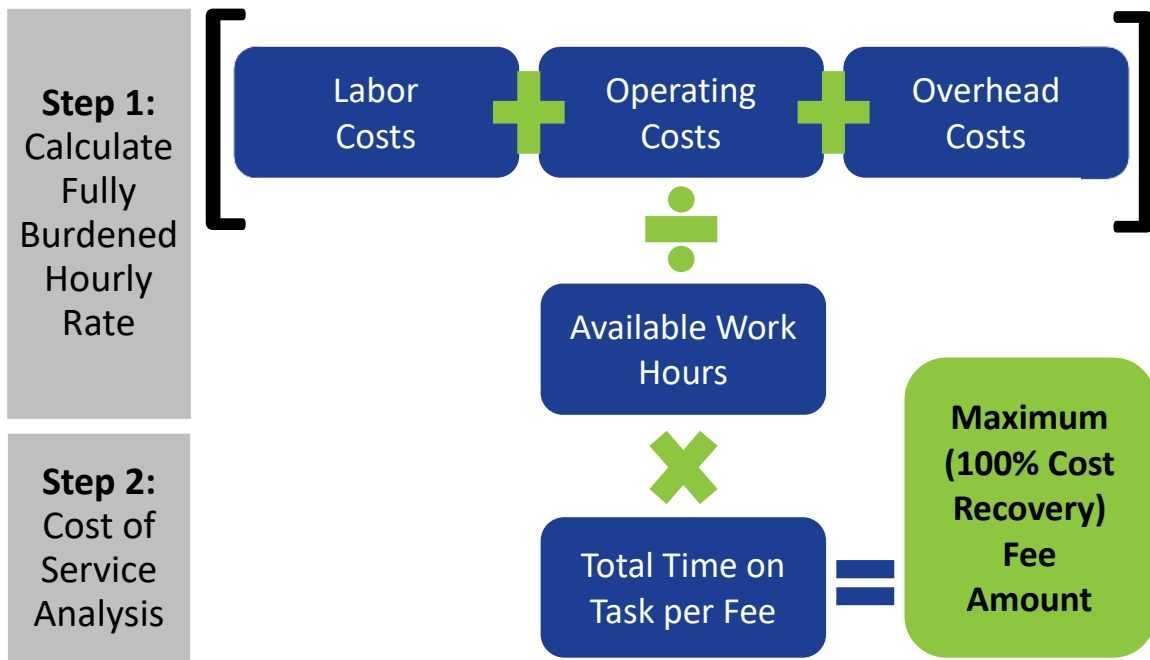 Step 1:
Calculate
Fully
Burdened
Hourly
Rate
Labor
Costs
Operating
Costs
Overhead
Costs
Available Work
Hours
Step 2:
Cost of
Service
Analysis
Total Time on
Task per Fee
Maximum
(100% Cost
Recovery)
Fee
Amount